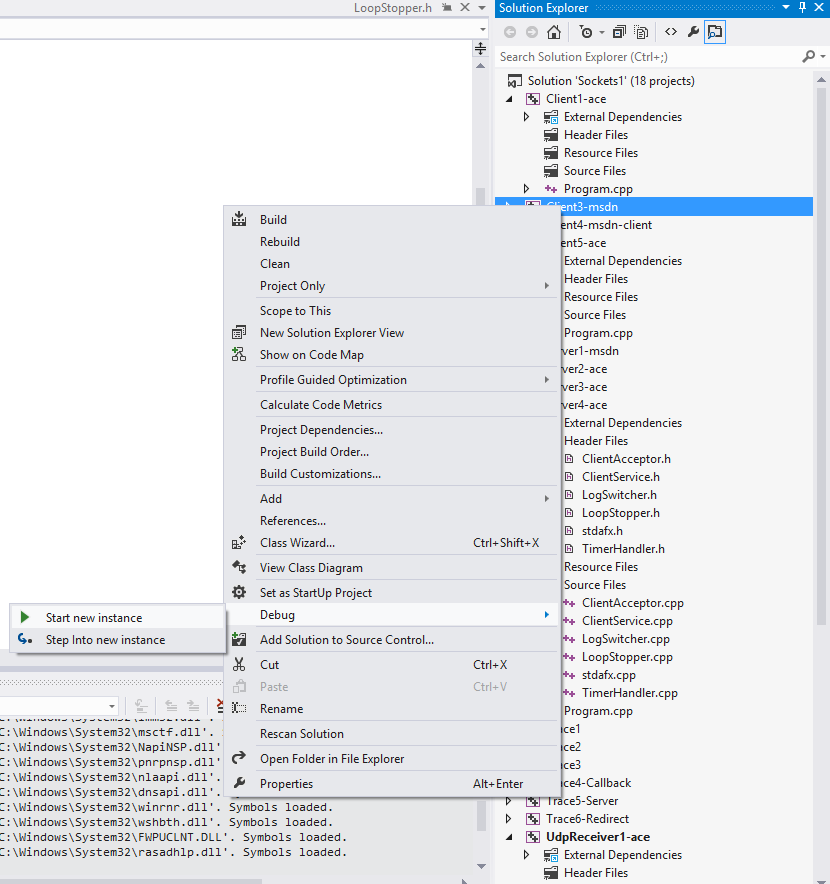 LoopStopper.h
Solution Explorer
Search Solution Explorer (Ctrl+;)
Solution 'Sockets1' (18 projects)
Client1-ace
External Dependencies
Header Files
Resource Files
Source Files
Program.cpp
Client3-msdn
ent4-msdn-client
ent5-ace
External Dependencies
Header Files
Resource Files
Source Files
Program.cpp
ver1-msdn
ver2-ace
ver3-ace
ver4-ace
External Dependencies
Header Files
ClientAcceptor.h
ClientService.h
LogSwitcher.h
LoopStopper.h
stdafx.h
TimerHandler.h
Resource Files
Source Files
ClientAcceptor.cpp
ClientService.cpp
LogSwitcher.cpp
LoopStopper.cpp
stdafx.cpp
TimerHandler.cpp
Program.cpp
ace1
ace2
ace3
ace4-Callback
Trace5-Server
Trace6-Redirect
UdpReceiver1-ace
External Dependencies
Header Files
Build
Rebuild
Clean
Project Only
Scope to This
New Solution Explorer View
Show on Code Map
Profile Guided Optimization
Calculate Code Metrics
Project Dependencies...
Project Build Order...
Build Customizations...
Add
References...
Class Wizard... Ctrl+Shift+X
View Class Diagram
Set as StartUp Project
Debug
Add Solution to Source Control...
Cut Ctrl+X
Paste Ctrl+V
Rename
Rescan Solution
Open Folder in File Explorer
Properties Alt+Enter
Start new instance
Step Into new instance
C:\Windows\System32\msctf.dll'.
C:\Windows\System32\NapiNSP.dll'
C:\Windows\System32\pnrpnsp.dll'
C:\Windows\System32\nlaapi.dll'.
C:\Windows\System32\dnsapi.dll'.
C:\Windows\System32\winrnr.dll'. Symbols loaded.
C:\Windows\System32\wshbth.dll'. Symbols loaded.
C:\Windows\System32\FWPUCLNT.DLL'. Symbols loaded.
C:\Windows\System32\rasadhlp.dll'. Symbols loaded.